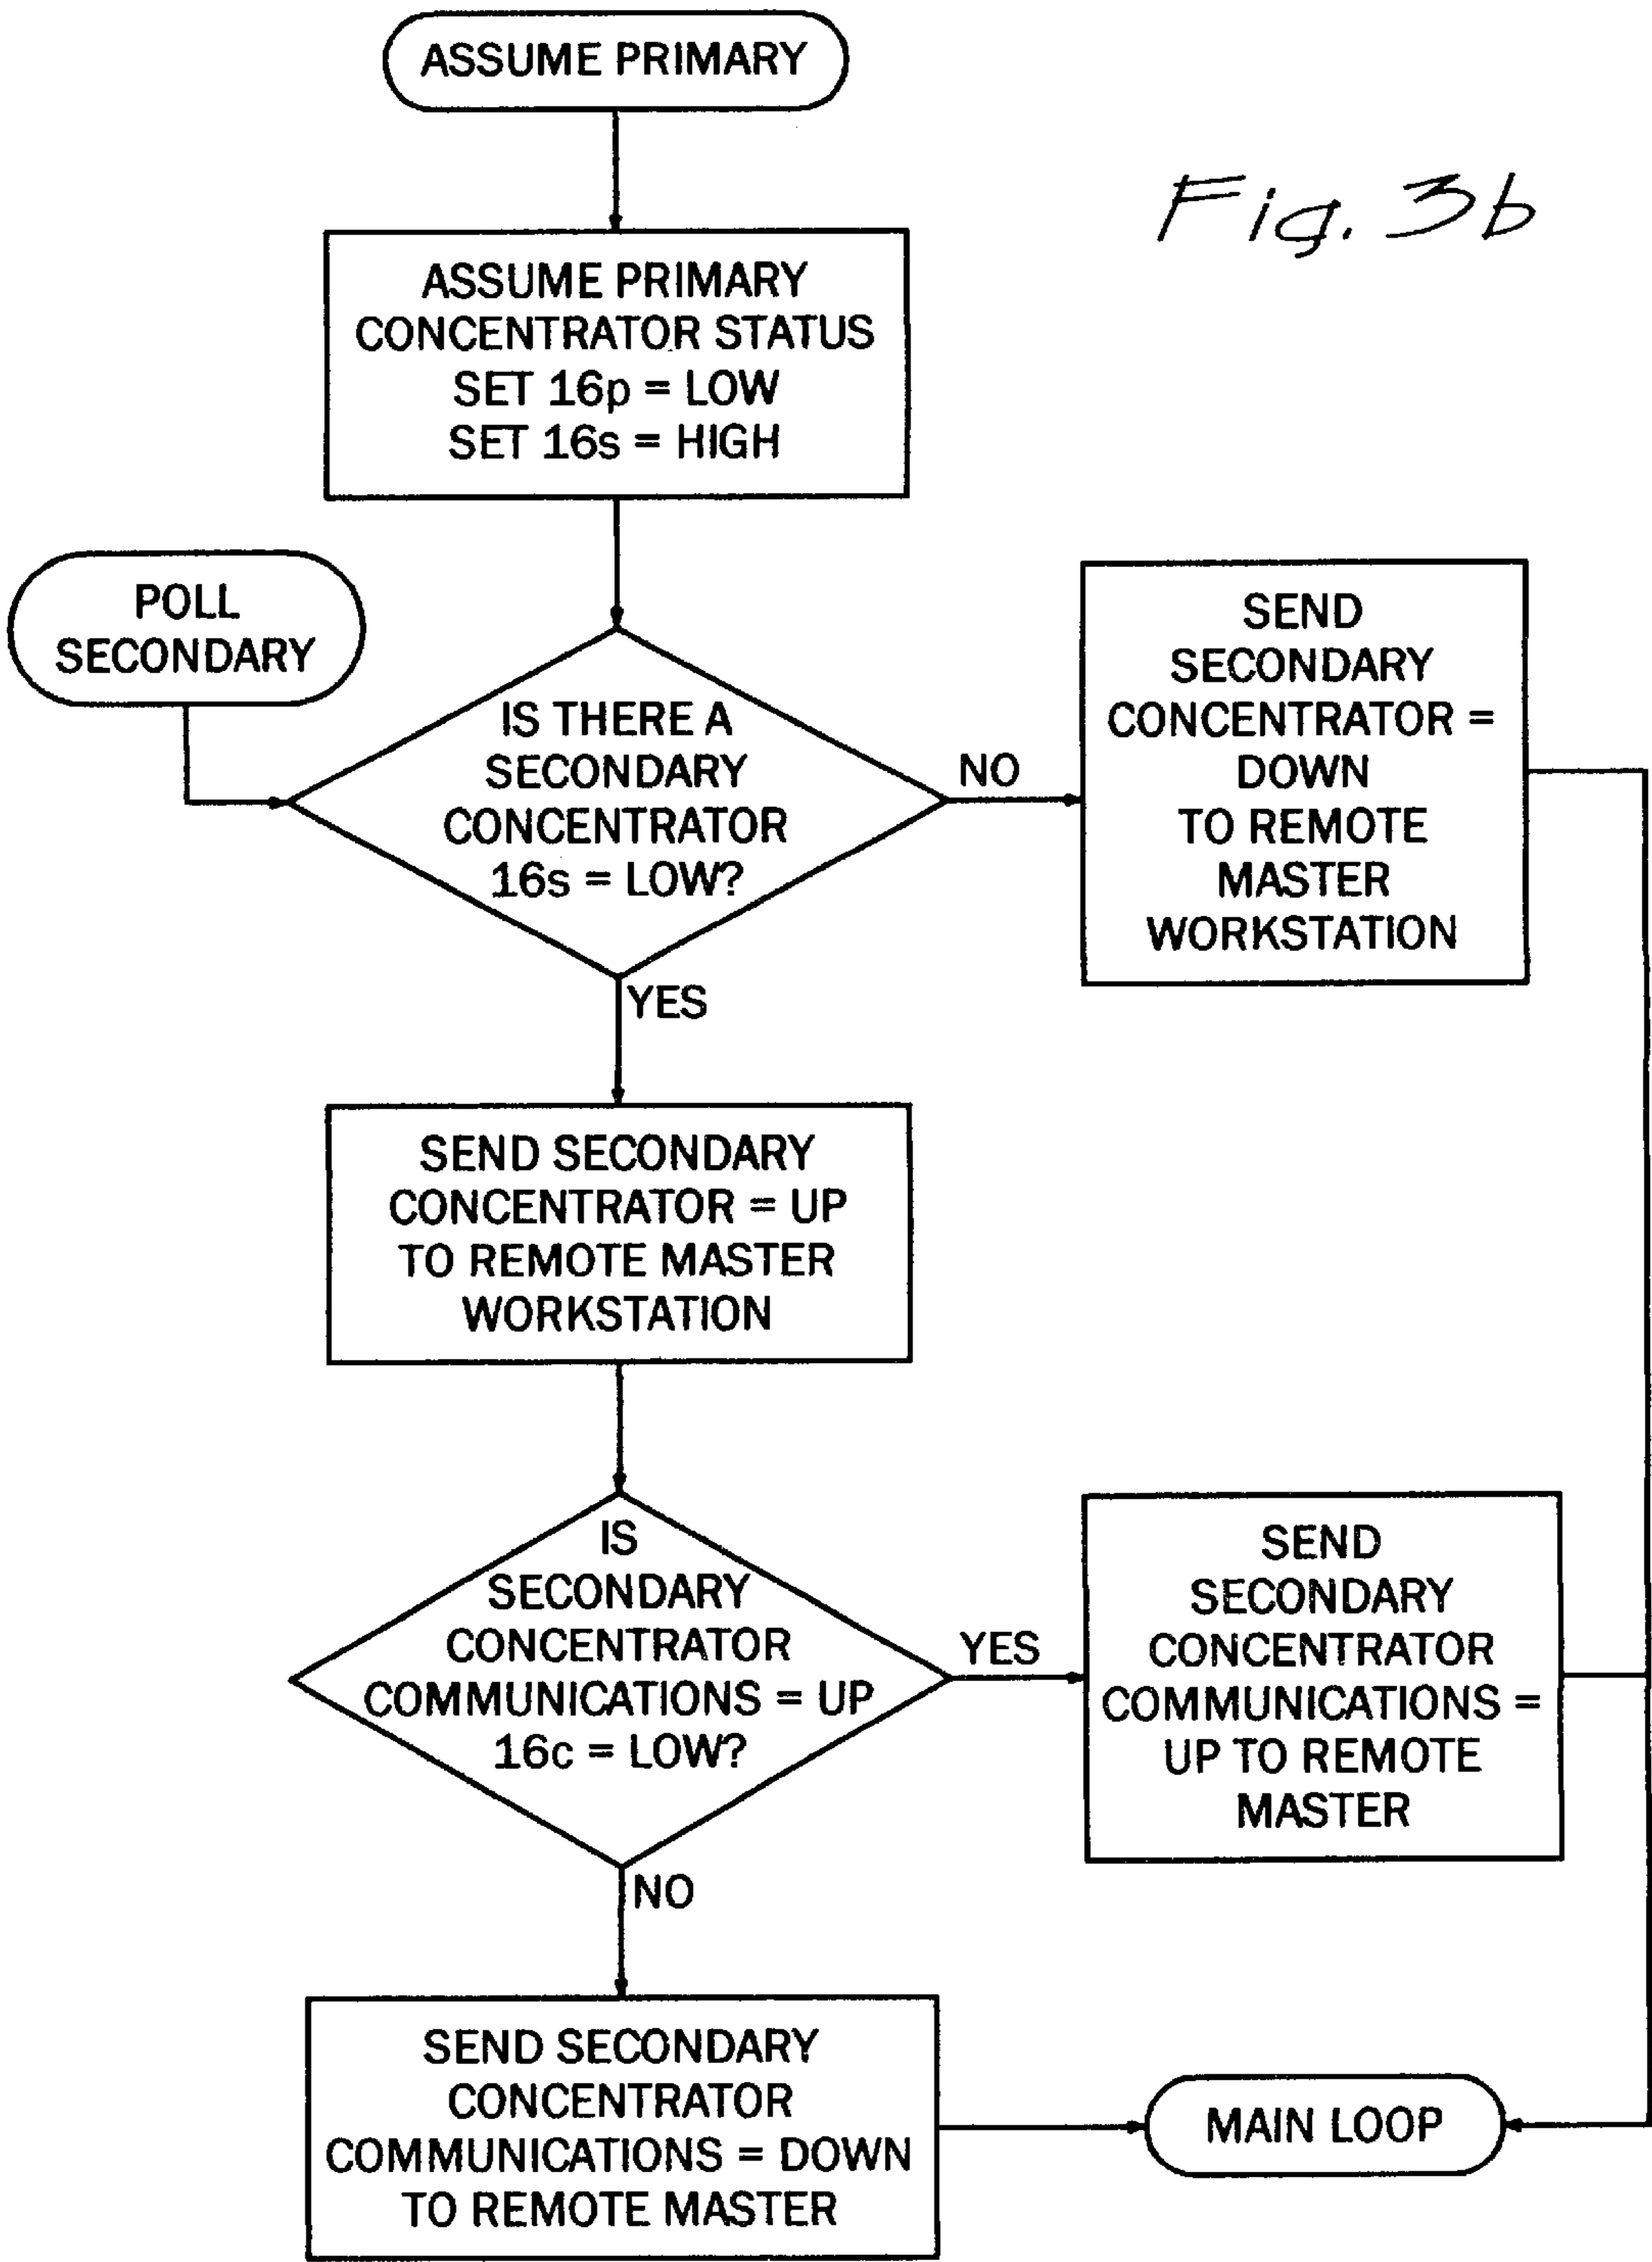 ASSUME PRIMARY
Fig. 3b
ASSUME PRIMARY
CONCENTRATOR STATUS
SET 16p = LOW
SET 16s = HIGH
POLL
SECONDARY
IS THERE A
SECONDARY
CONCENTRATOR
16s = LOW?
NO
SEND
SECONDARY
CONCENTRATOR =
DOWN
TO REMOTE
MASTER
WORKSTATION
YES
SEND SECONDARY
CONCENTRATOR = UP
TO REMOTE MASTER
WORKSTATION
IS
SECONDARY
CONCENTRATOR
COMMUNICATIONS = UP
16c = LOW?
YES
SEND
SECONDARY
CONCENTRATOR
COMMUNICATIONS =
UP TO REMOTE
MASTER
NO
SEND SECONDARY
CONCENTRATOR
COMMUNICATIONS = DOWN
TO REMOTE MASTER
MAIN LOOP